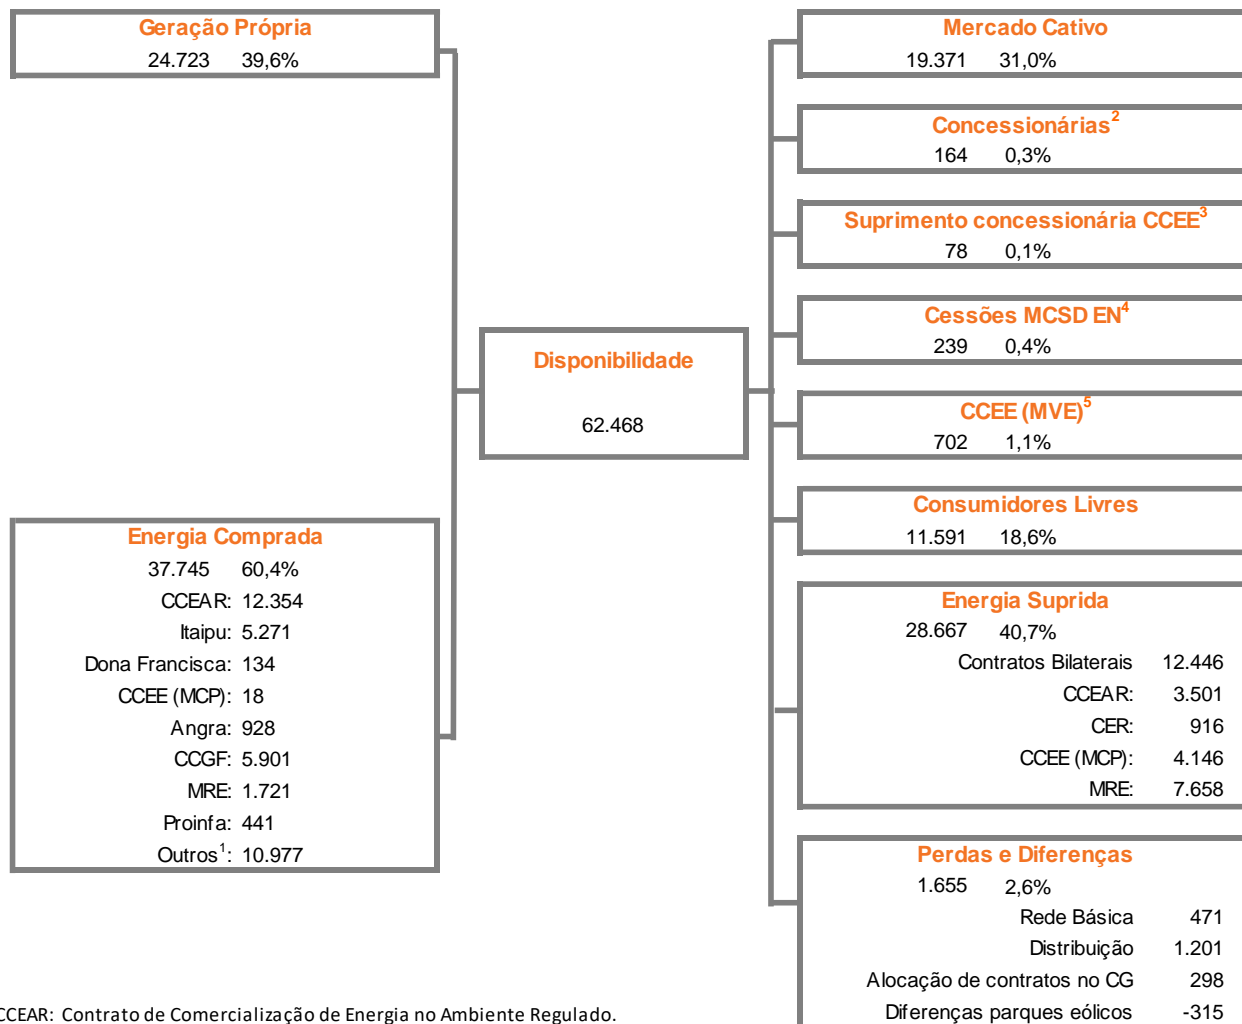 Geração Própria
24.723 39,6%
Energia Comprada
37.745 60,4%
CCEAR: 12.354
Itaipu: 5.271
Dona Francisca: 134
CCEE (MCP): 18
Angra: 928
CCGF: 5.901
MRE: 1.721
Proinfa: 441
Outros¹: 10.977
Disponibilidade
62.468
Mercado Cativo
19.371 31,0%
Concessionárias²
164 0,3%
Suprimento concessionária CCEE³
78 0,1%
Cessões MCSD EN⁴
239 0,4%
CCEE (MVE)⁵
702 1,1%
Consumidores Livres
11.591 18,6%
Energia Suprida
28.667 40,7%
Contratos Bilaterais 12.446
CCEAR: 3.501
CER: 916
CCEE (MCP): 4.146
MRE: 7.658
Perdas e Diferenças
1.655 2,6%
Rede Básica 471
Distribuição 1.201
Alocação de contratos no CG 298
Diferenças parques eólicos -315
CCEAR: Contrato de Comercialização de Energia no Ambiente Regulado.